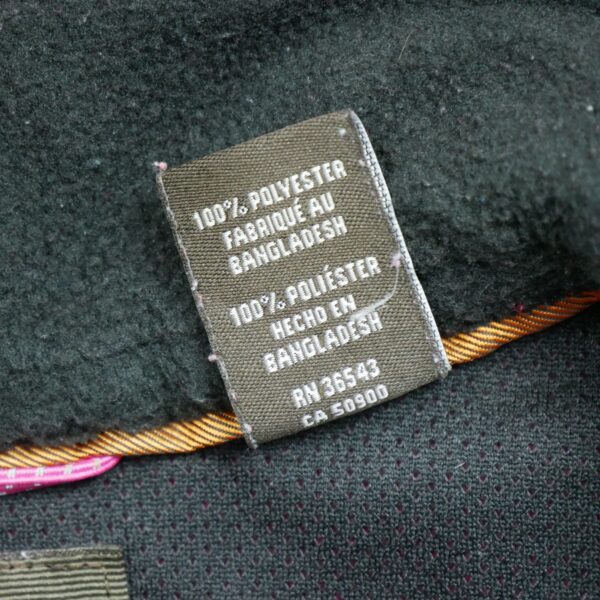 100% POLYESTER
FABRIQUÉ AU
BANGLADESH
100% POLIÉSTER
HECHO EN
BANGLADESH
RN 36543
CA 50900